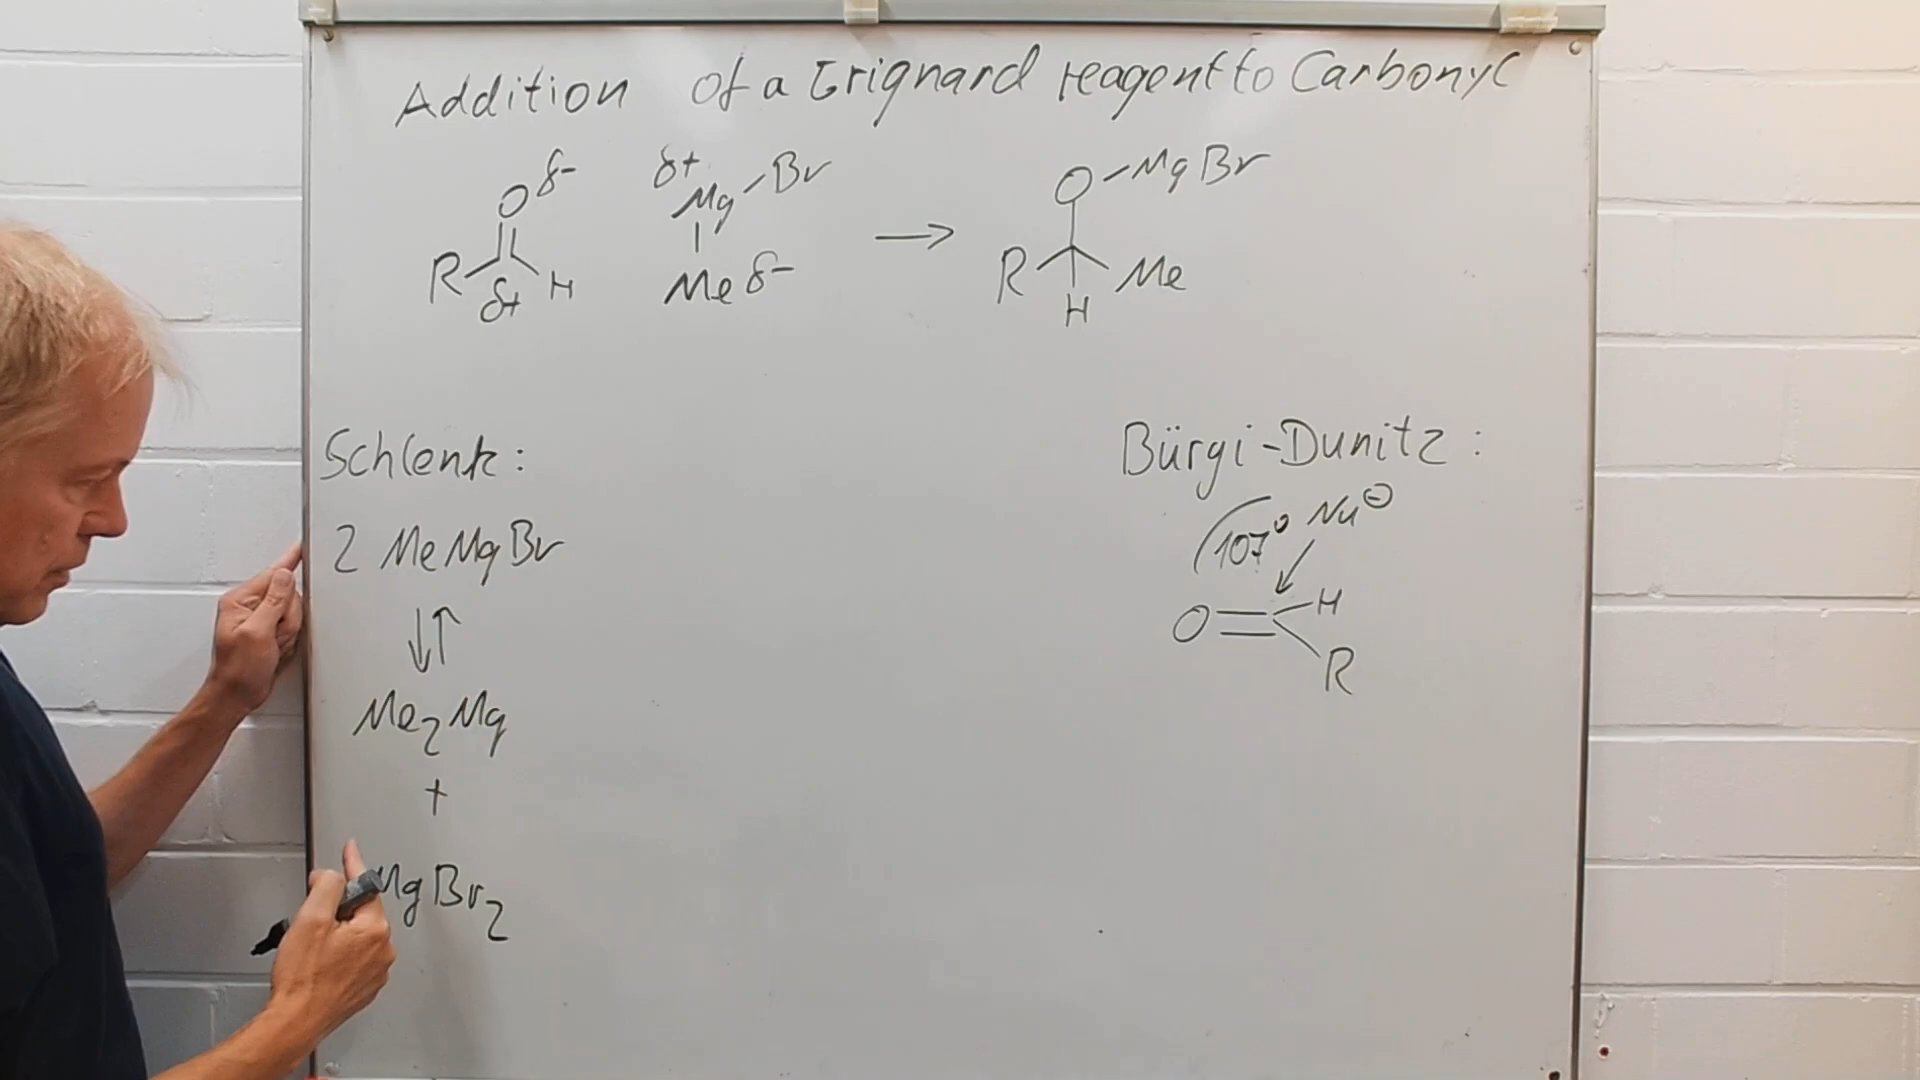 Addition of a Grignard reagent to Carbonyl
O δ- δ+ Mg Br O MgBr
R δ+ H Me δ- → R H Me
Schlenk:
2 MeMgBr
⇅
Me2Mg
+
MgBr2
Bürgi-Dunitz:
107° Nu⊖
O H
R